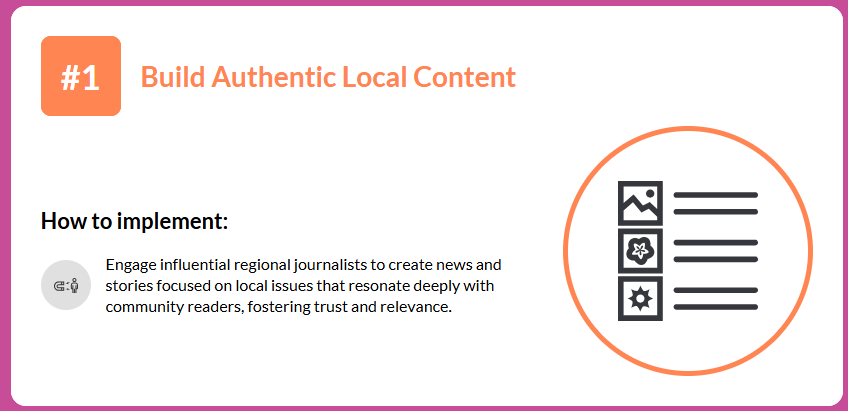 #1
Build Authentic Local Content
How to implement:
Engage influential regional journalists to create news and
stories focused on local issues that resonate deeply with
community readers, fostering trust and relevance.